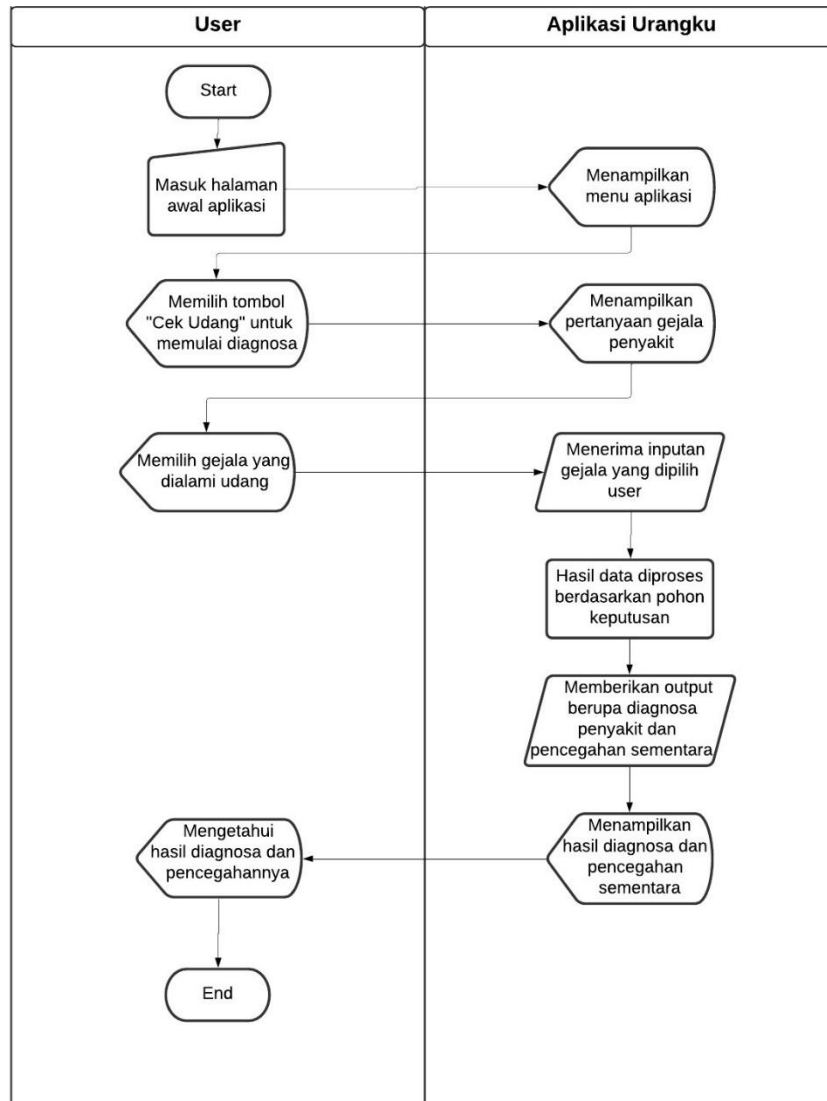 User
Aplikasi Urangku
Start
Masuk halaman
awal aplikasi
Menampilkan
menu aplikasi
Memilih tombol
"Cek Udang" untuk
memulai diagnosa
Menampilkan
pertanyaan gejala
penyakit
Memilih gejala yang
dialami udang
Menerima inputan
gejala yang dipilih
user
Hasil data diproses
berdasarkan pohon
keputusan
Memberikan output
berupa diagnosa
penyakit dan
pencegahan sementara
Menampilkan
hasil diagnosa dan
pencegahan
sementara
Mengetahui
hasil diagnosa dan
pencegahannya
End